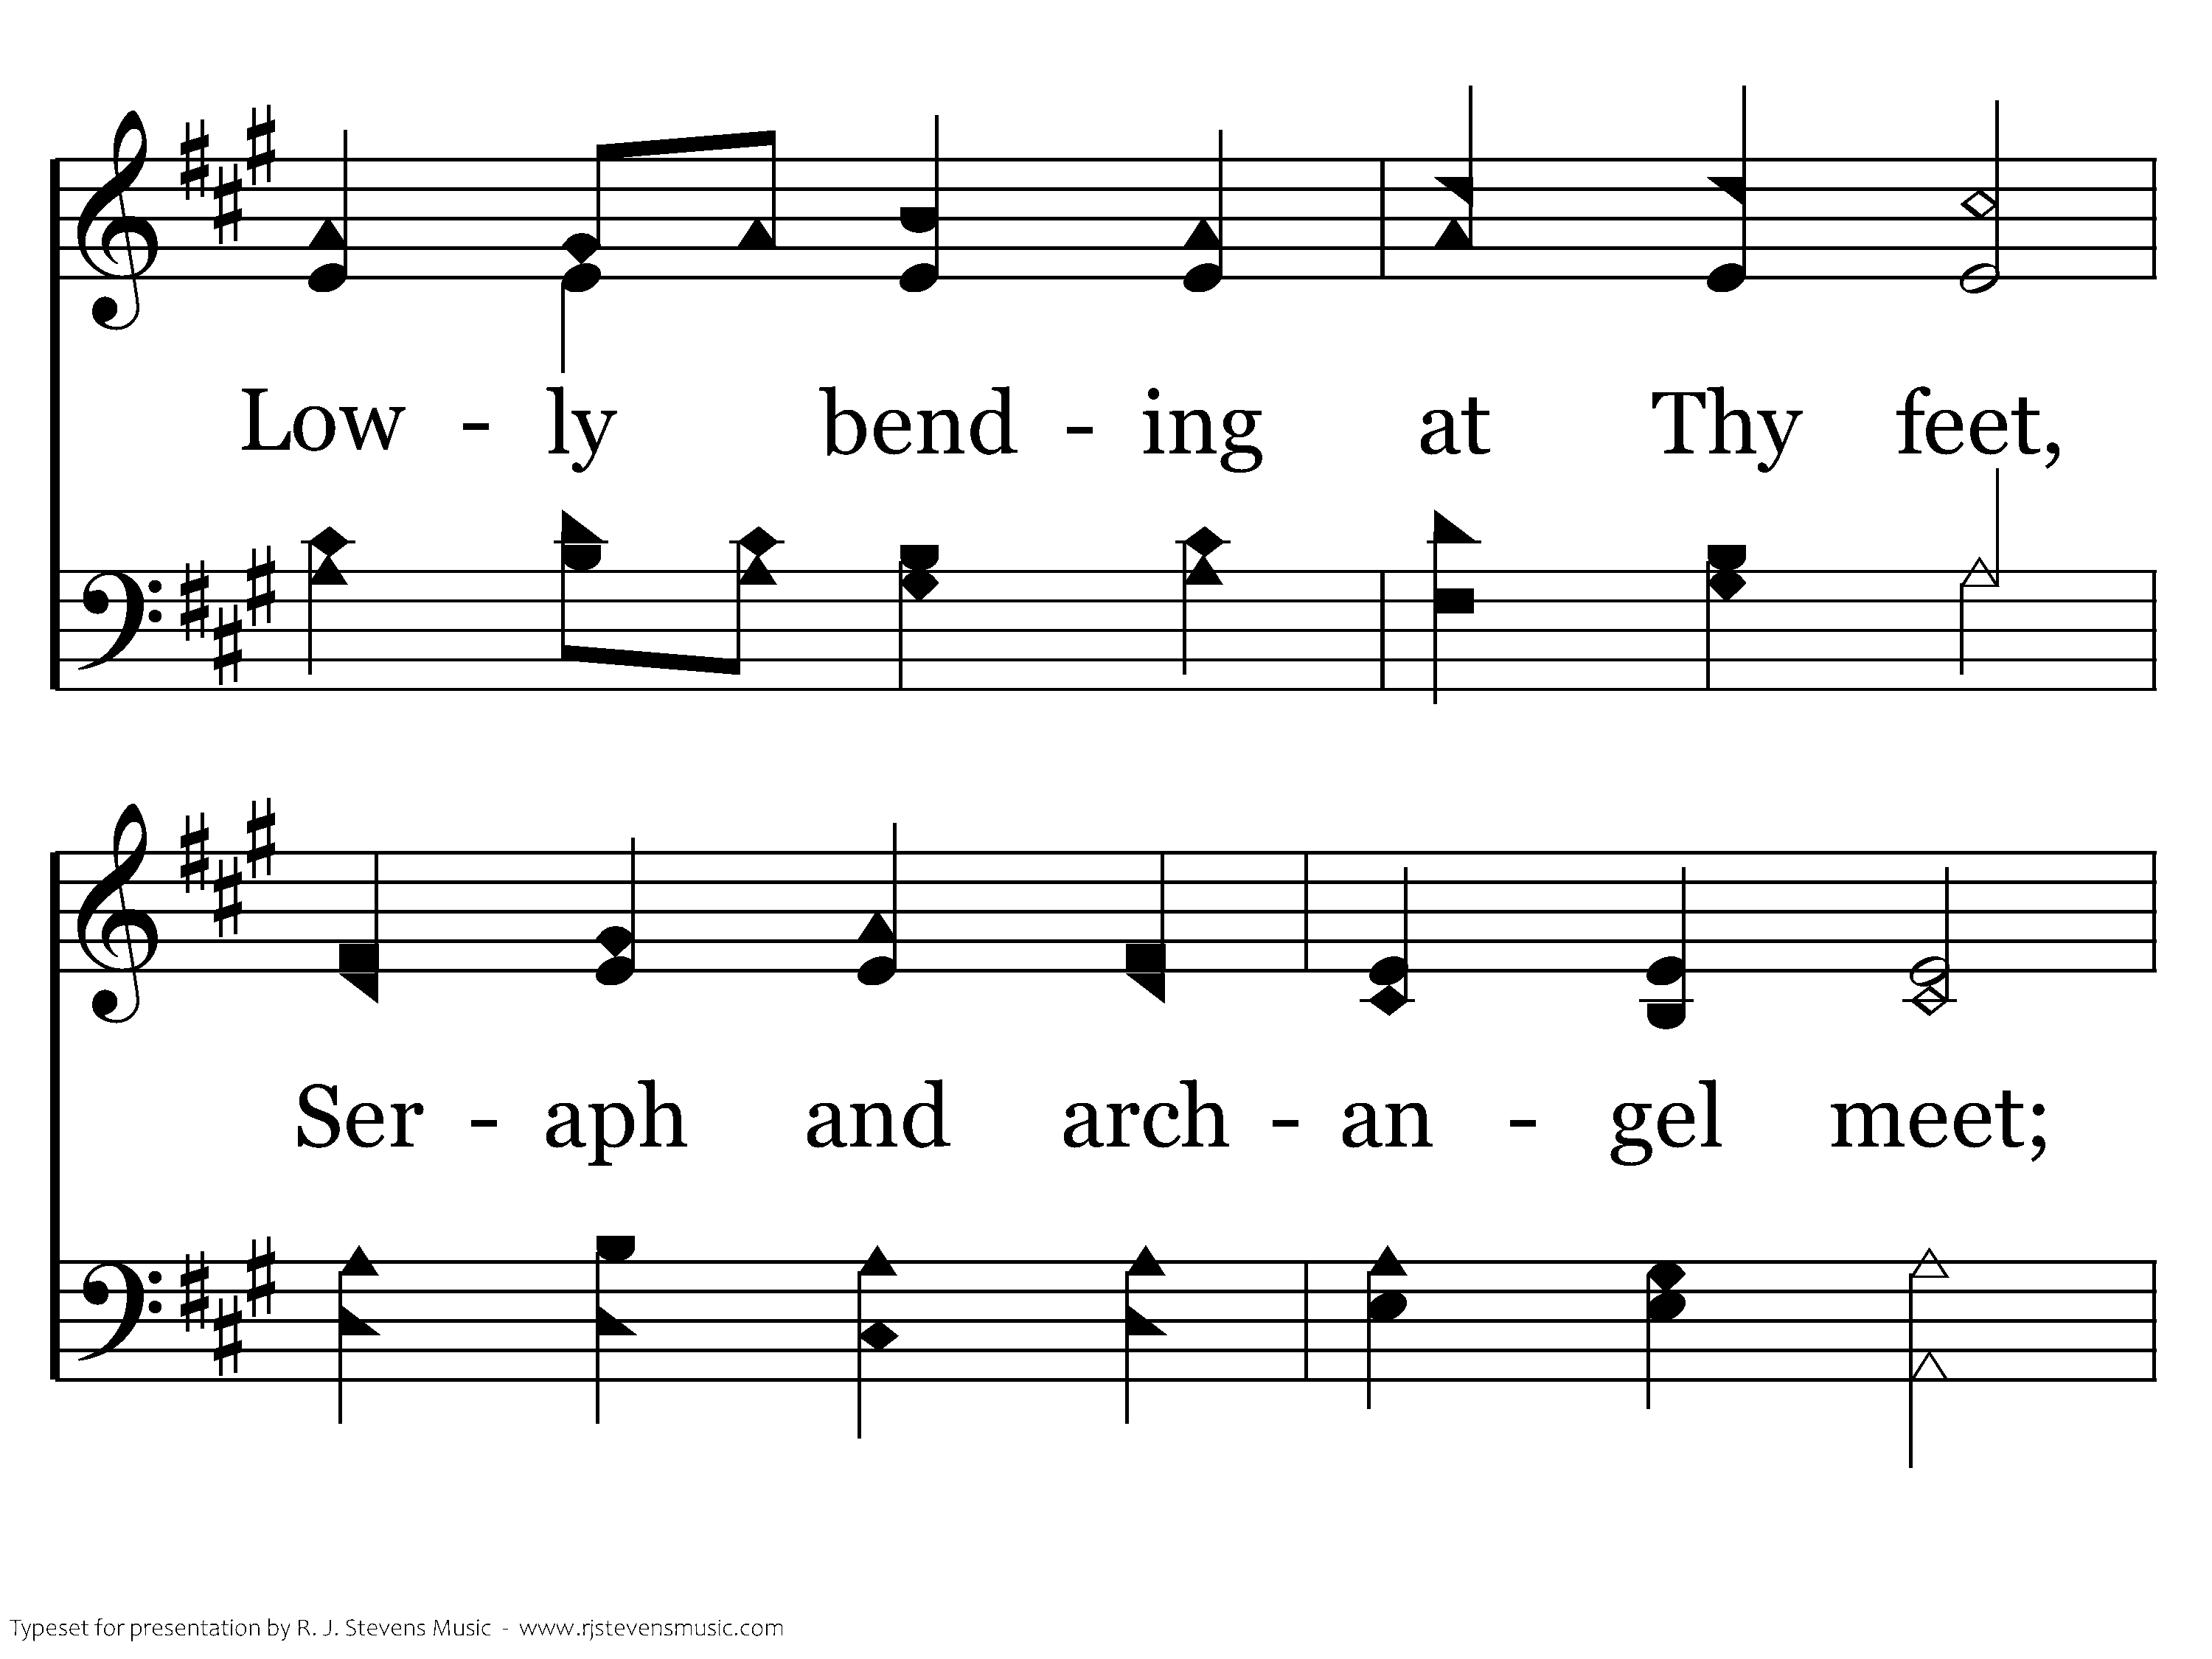 Low - ly bend - ing at Thy feet,
Ser - aph and arch - an - gel meet;
Typeset for presentation by R. J. Stevens Music - www.rjstevensmusic.com